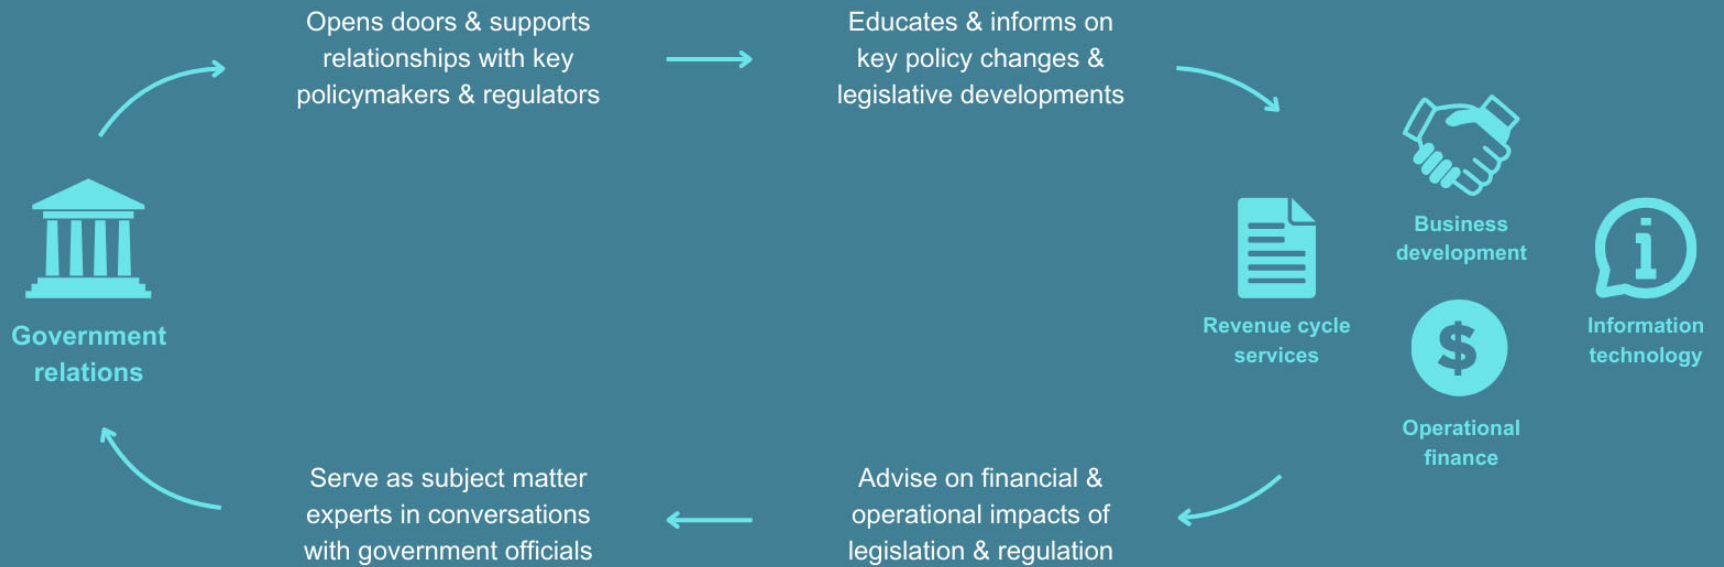 Opens doors & supports
relationships with key
policymakers & regulators
Educates & informs on
key policy changes &
legislative developments
Government
relations
Business
development
Revenue cycle
services
Information
technology
Operational
finance
Advise on financial &
operational impacts of
legislation & regulation
Serve as subject matter
experts in conversations
with government officials